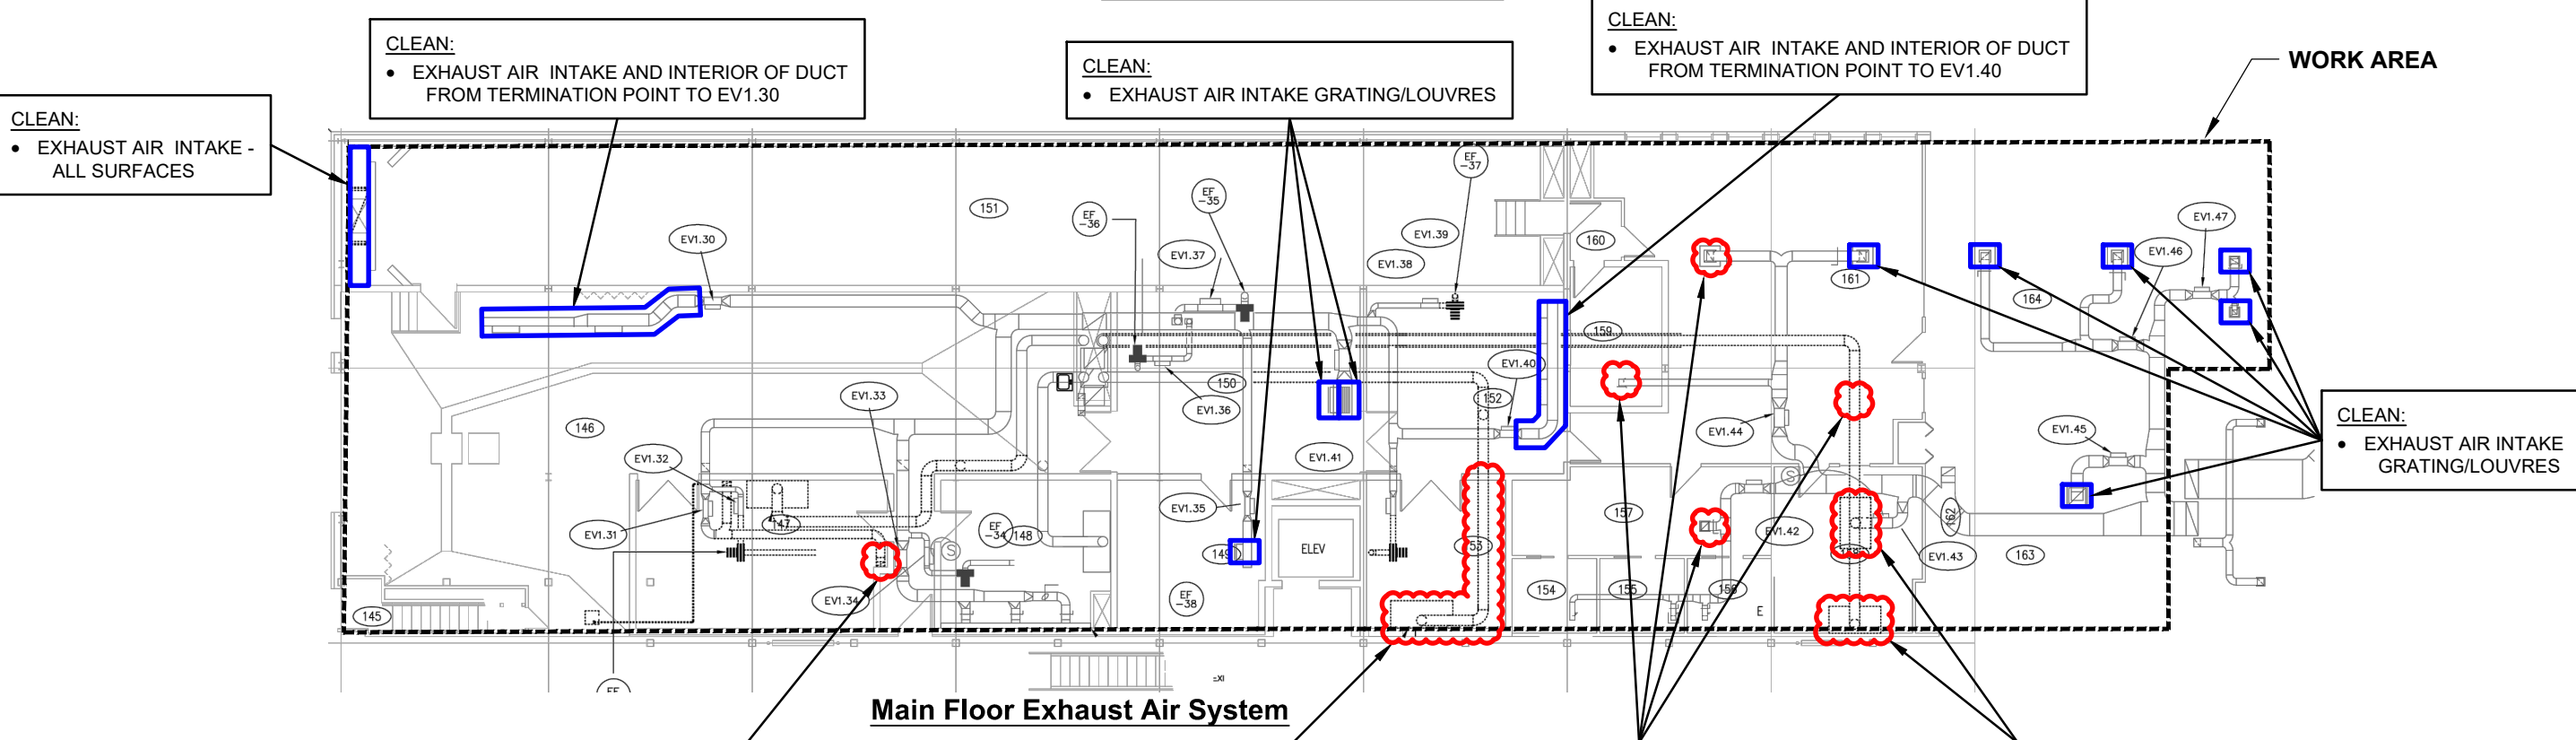 CLEAN:
• EXHAUST AIR INTAKE AND INTERIOR OF DUCT
FROM TERMINATION POINT TO EV1.30
CLEAN:
• EXHAUST AIR INTAKE GRATING/LOUVRES
CLEAN:
• EXHAUST AIR INTAKE AND INTERIOR OF DUCT
FROM TERMINATION POINT TO EV1.40
WORK AREA
CLEAN:
• EXHAUST AIR INTAKE -
ALL SURFACES
EF
-37
EF
-35
151
EF
-36
EV1.30
EV1.37
EV1.39
EV1.38
160
EV1.47
EV1.46
161
164
159
EV1.40
150
EV1.36
152
EV1.33
146
EV1.32
EV1.41
EV1.44
EV1.45
CLEAN:
• EXHAUST AIR INTAKE
GRATING/LOUVRES
147
EV1.31
EF
-34
148
S
EV1.35
149
ELEV
153
157
S
EV1.42
162
EV1.43
163
EV1.34
EF
-38
145
154
155
156
E
EXI
EF
Main Floor Exhaust Air System